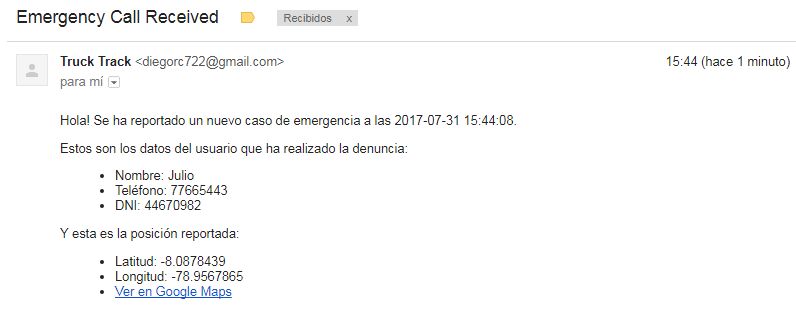 Emergency Call Received
Recibidos x
Truck Track <diegorc722@gmail.com>
15:44 (hace 1 minuto)
para mí
Hola! Se ha reportado un nuevo caso de emergencia a las 2017-07-31 15:44:08.
Estos son los datos del usuario que ha realizado la denuncia:
• Nombre: Julio
• Teléfono: 77665443
• DNI: 44670982
Y esta es la posición reportada:
• Latitud: -8.0878439
• Longitud: -78.9567865
• Ver en Google Maps